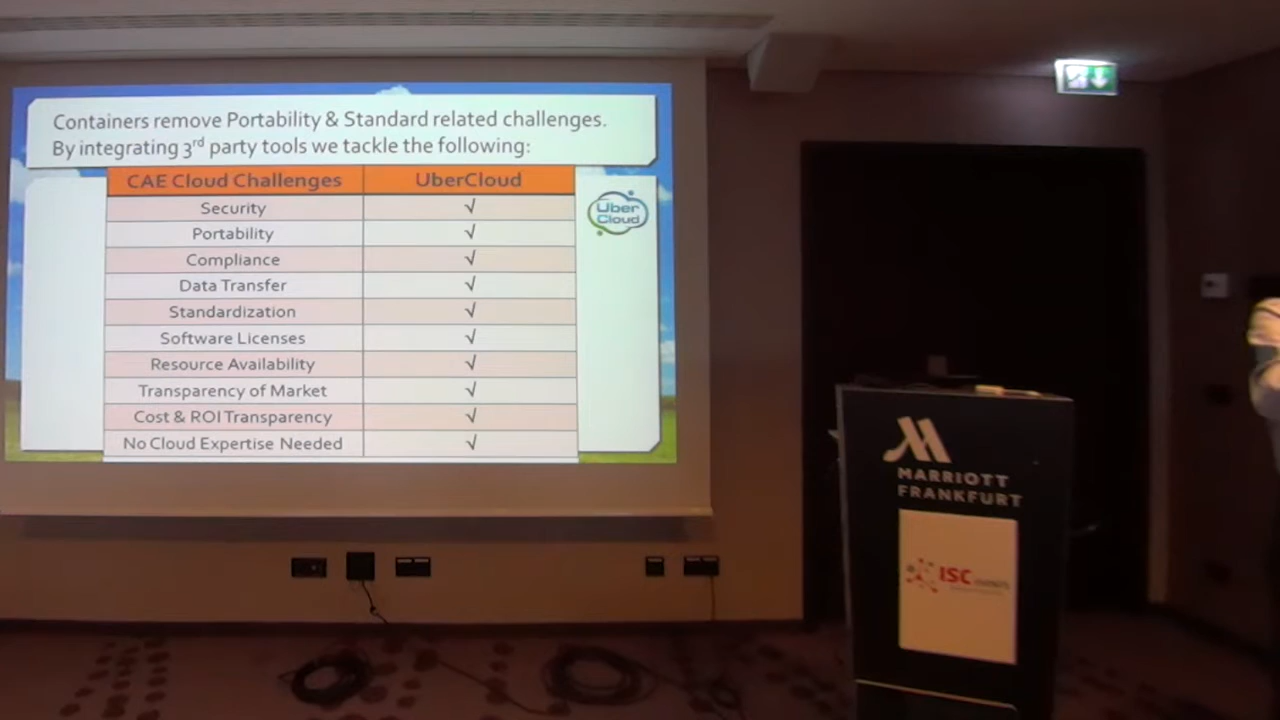 Containers remove Portability & Standard related challenges.
By integrating 3rd party tools we tackle the following:
CAE Cloud Challenges UberCloud
Security √
Portability √
Compliance √
Data Transfer √
Standardization √
Software Licenses √
Resource Availability √
Transparency of Market √
Cost & ROI Transparency √
No Cloud Expertise Needed √
Uber
Cloud
MARRIOTT
FRANKFURT
ISC